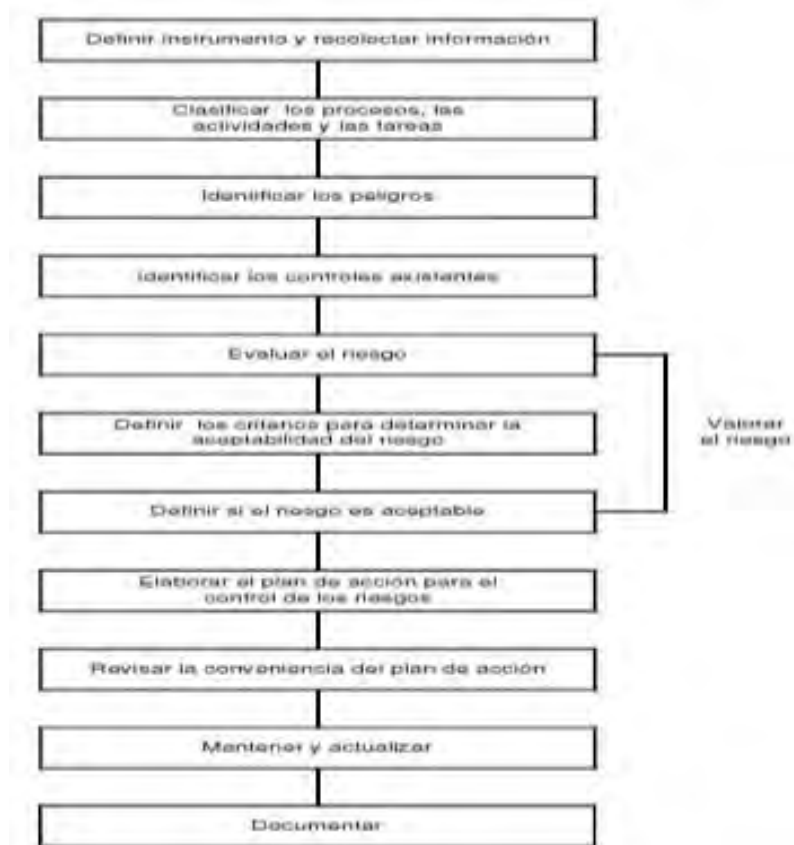 Definir instrumento y recolectar información
Clasificar los procesos, las
actividades y las tareas
Identificar los peligros
Identificar los controles existentes
Evaluar el riesgo
Definir los criterios para determinar la
aceptabilidad del riesgo
Definir si el riesgo es aceptable
Valorar
el riesgo
Elaborar el plan de acción para el
control de los riesgos
Revisar la conveniencia del plan de acción
Mantener y actualizar
Documentar